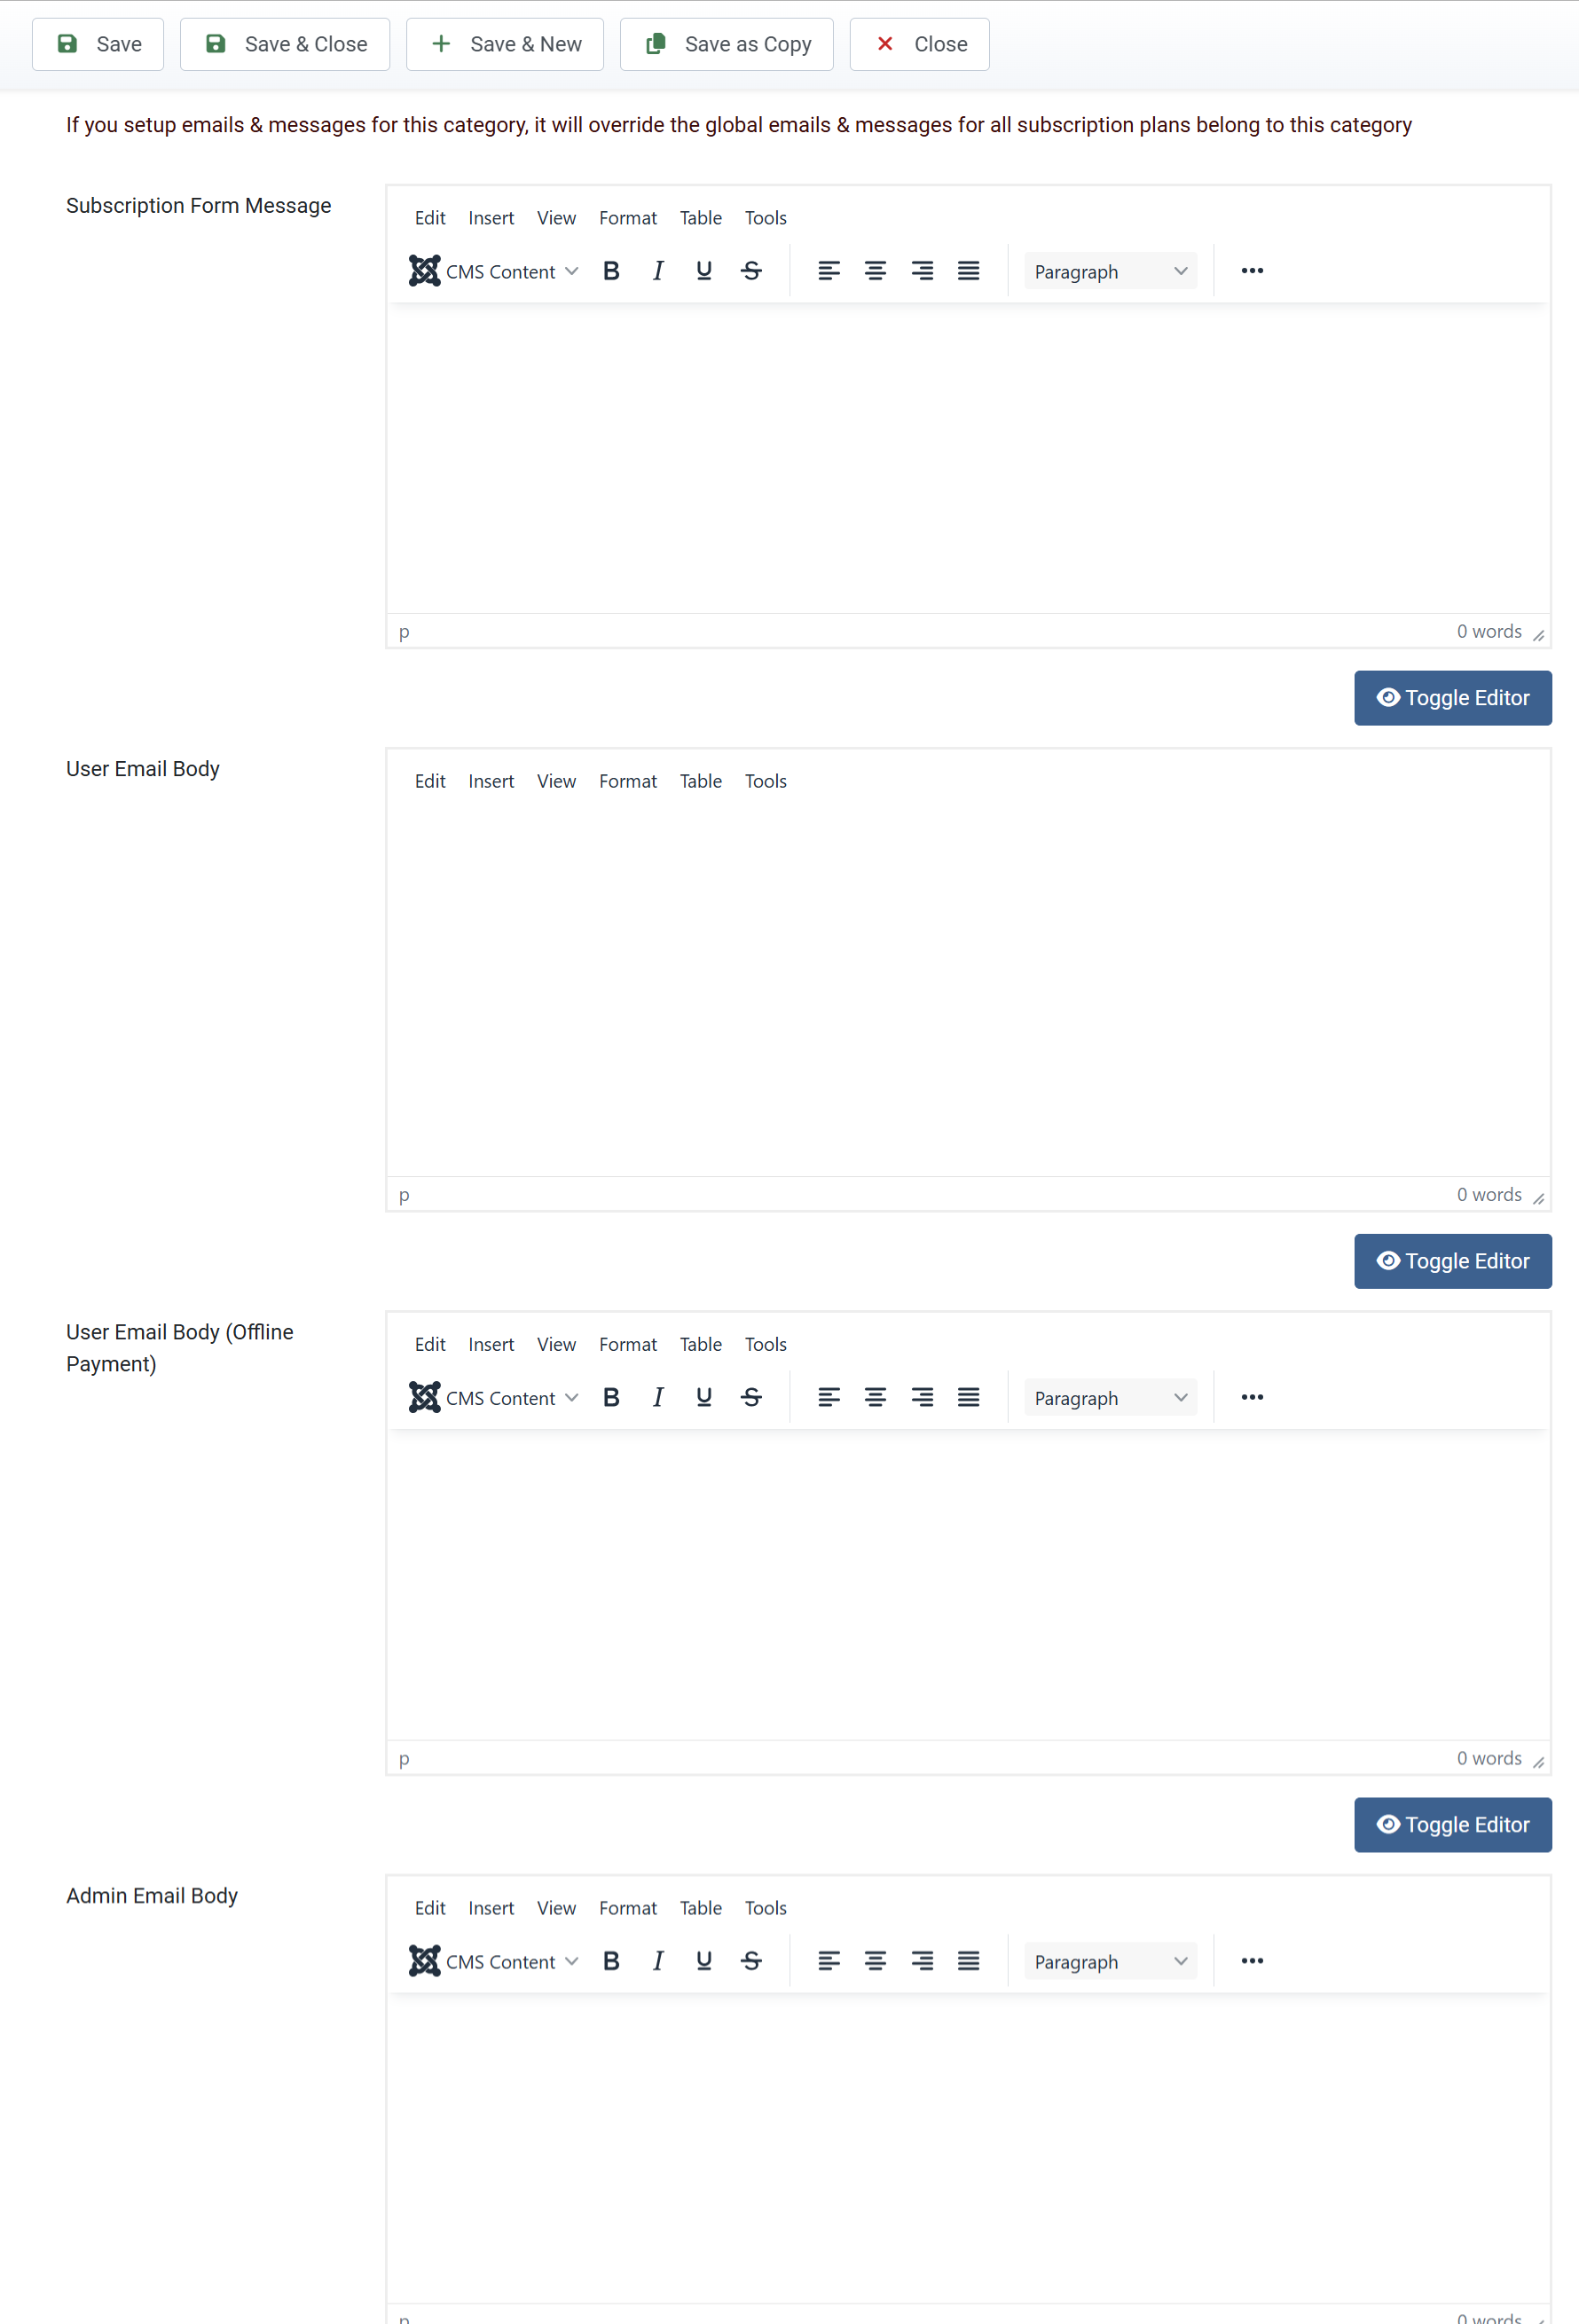 Save Save & Close Save & New Save as Copy Close
If you setup emails & messages for this category, it will override the global emails & messages for all subscription plans belong to this category
Subscription Form Message
Edit Insert View Format Table Tools
CMS Content B I U S Paragraph
p 0 words
Toggle Editor
User Email Body
Edit Insert View Format Table Tools
p 0 words
Toggle Editor
User Email Body (Offline
Payment)
Edit Insert View Format Table Tools
CMS Content B I U S Paragraph
p 0 words
Toggle Editor
Admin Email Body
Edit Insert View Format Table Tools
CMS Content B I U S Paragraph
p 0 words